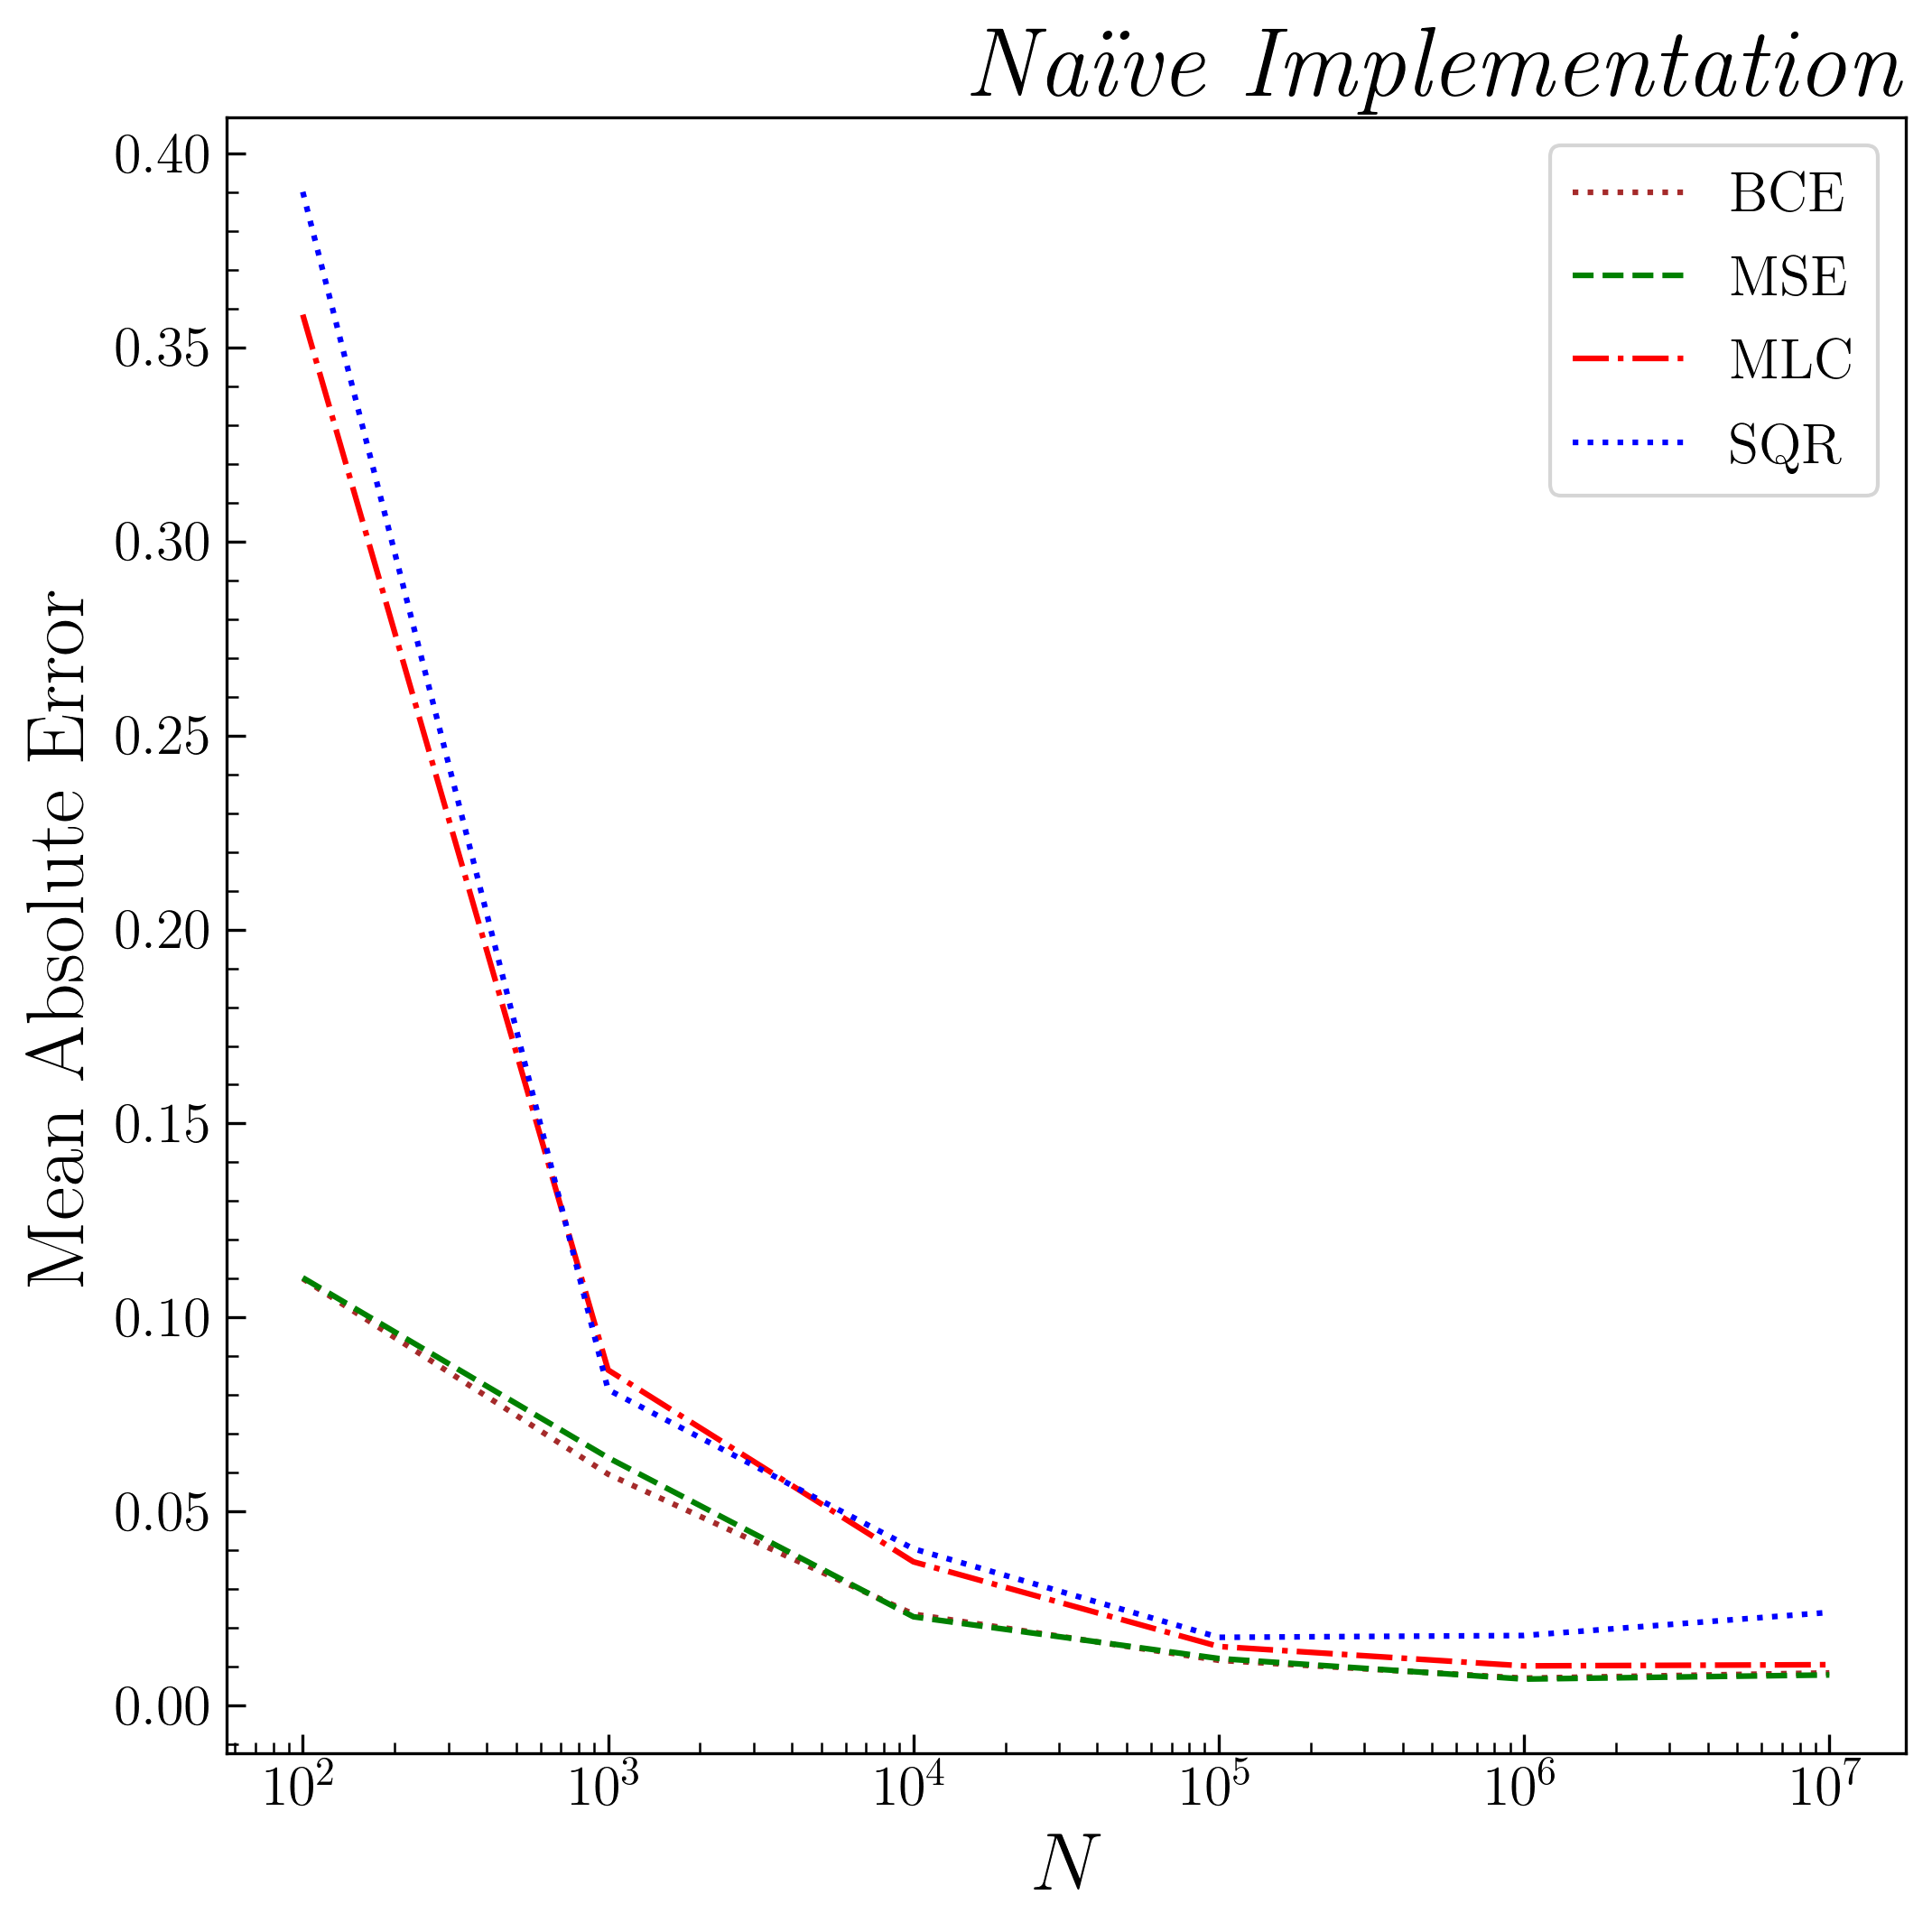 Naïve Implementation
0.40
0.35
0.30
0.25
0.20
0.15
0.10
0.05
0.00
Mean Absolute Error
BCE
MSE
MLC
SQR
10² 10³ 10⁴ 10⁵ 10⁶ 10⁷
N